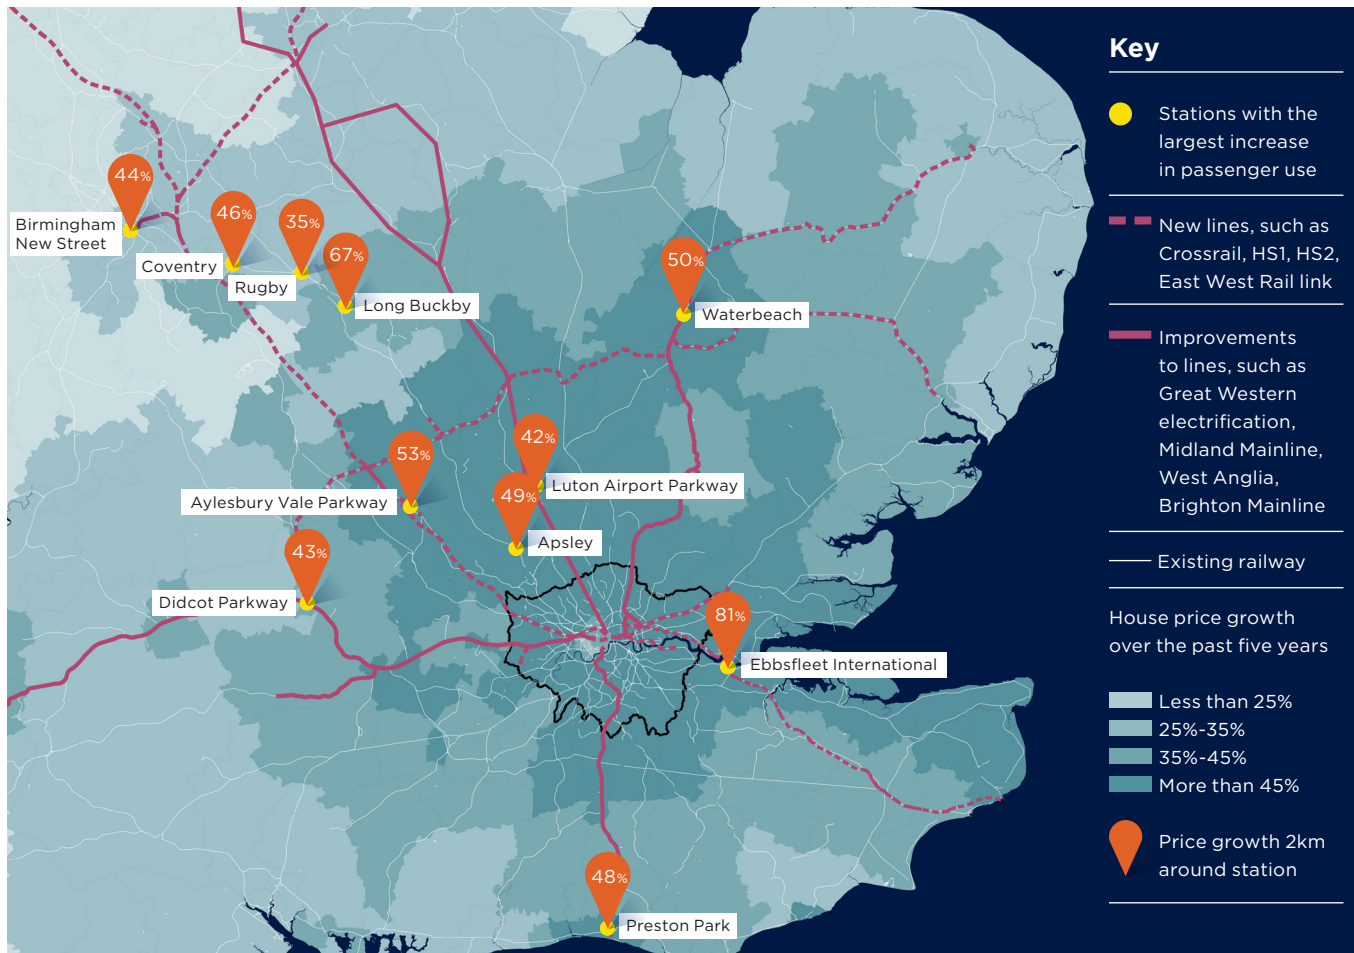 Key
Stations with the
largest increase
in passenger use
New lines, such as
Crossrail, HS1, HS2,
East West Rail link
Improvements
to lines, such as
Great Western
electrification,
Midland Mainline,
West Anglia,
Brighton Mainline
Existing railway
House price growth
over the past five years
Less than 25%
25%-35%
35%-45%
More than 45%
Price growth 2km
around station
44%
Birmingham
New Street
46%
Coventry
35%
Rugby
67%
Long Buckby
50%
Waterbeach
53%
Aylesbury Vale Parkway
42%
Luton Airport Parkway
49%
Apsley
43%
Didcot Parkway
81%
Ebbsfleet International
48%
Preston Park